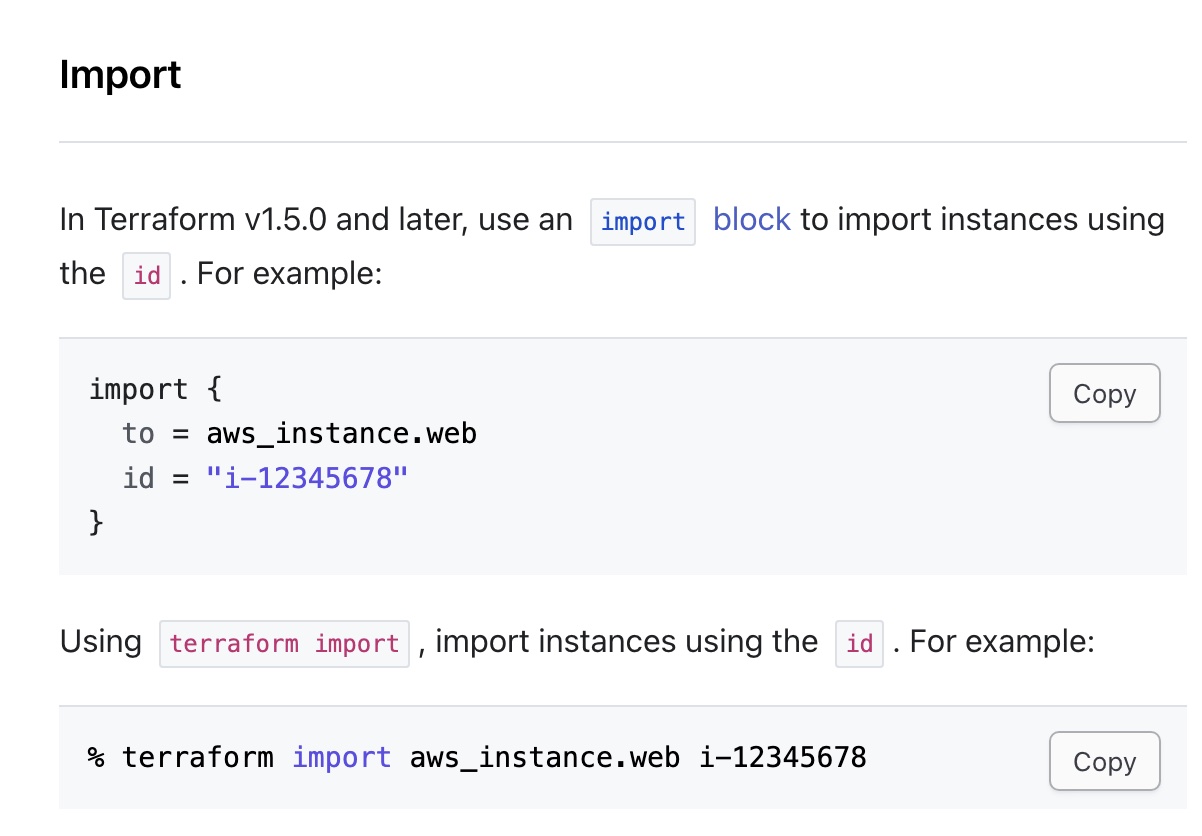 Import
In Terraform v1.5.0 and later, use an import block to import instances using
the id . For example:
import {
  to = aws_instance.web
  id = "i-12345678"
}
Copy
Using terraform import , import instances using the id . For example:
% terraform import aws_instance.web i-12345678
Copy